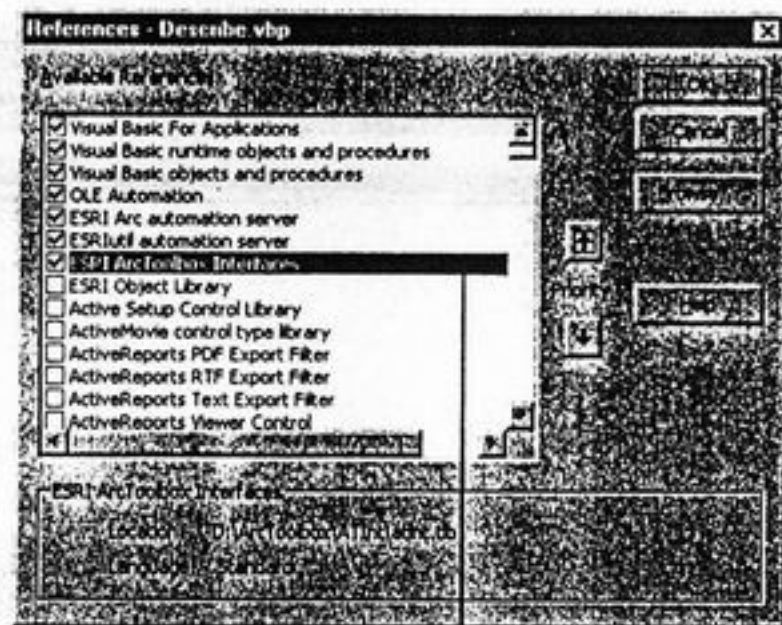 References - Describe.vbp
Available References:
Visual Basic For Applications
Visual Basic runtime objects and procedures
Visual Basic objects and procedures
OLE Automation
ESRI Arc automation server
ESRIutil automation server
ESRI ArcToolbox Interfaces
ESRI Object Library
Active Setup Control Library
ActiveMovie control type library
ActiveReports PDF Export Filter
ActiveReports RTF Export Filter
ActiveReports Text Export Filter
ActiveReports Viewer Control
OK
Cancel
Priority
ESRI ArcToolbox Interfaces
Location:
Language: Standard